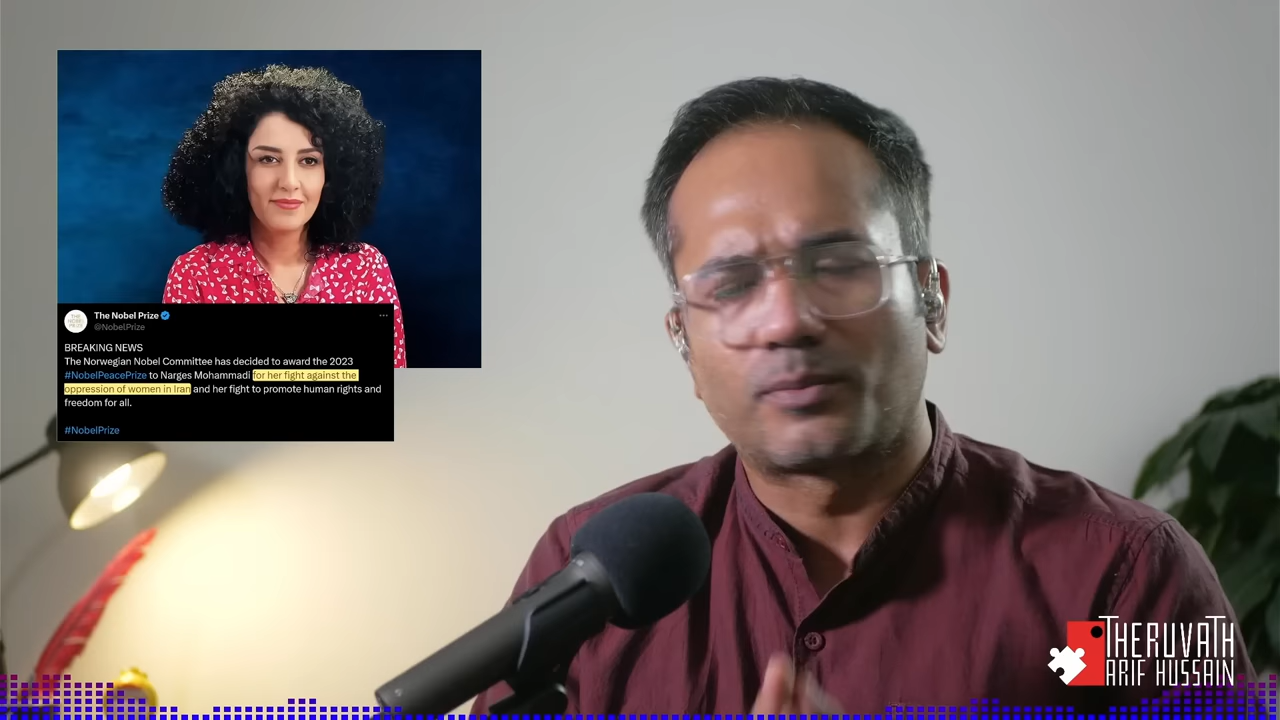 The Nobel Prize
@NobelPrize
BREAKING NEWS
The Norwegian Nobel Committee has decided to award the 2023
#NobelPeacePrize to Narges Mohammadi for her fight against the
oppression of women in Iran and her fight to promote human rights and
freedom for all.
#NobelPrize
THERUVATH
ARIF HUSSAIN